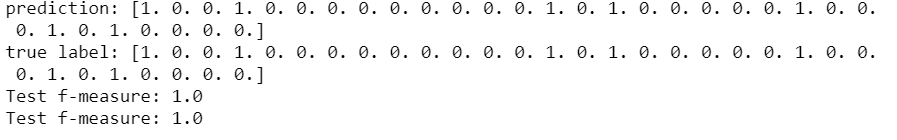 prediction: [1. 0. 0. 1. 0. 0. 0. 0. 0. 0. 0. 0. 0. 1. 0. 1. 0. 0. 0. 0. 0. 1. 0. 0.
0. 1. 0. 1. 0. 0. 0. 0.]
true label: [1. 0. 0. 1. 0. 0. 0. 0. 0. 0. 0. 0. 0. 1. 0. 1. 0. 0. 0. 0. 0. 1. 0. 0.
0. 1. 0. 1. 0. 0. 0. 0.]
Test f-measure: 1.0
Test f-measure: 1.0